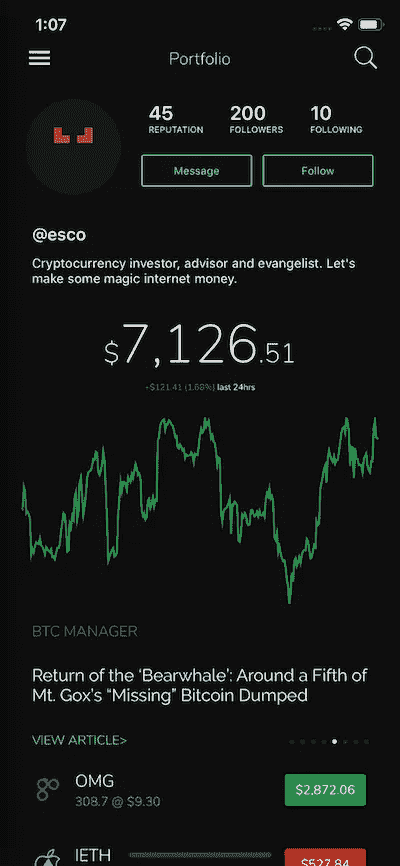 1:07
Portfolio
45 200 10
REPUTATION FOLLOWERS FOLLOWING
Message Follow
@esco
Cryptocurrency investor, advisor and evangelist. Let's
make some magic internet money.
$7,126.51
-$121.41 (1.68%) last 24hrs
BTC MANAGER
Return of the ‘Bearwhale’: Around a Fifth of
Mt. Gox’s “Missing” Bitcoin Dumped
VIEW ARTICLE>
OMG
308.7 @ $9.30
$2,872.06
IETH
$527.84